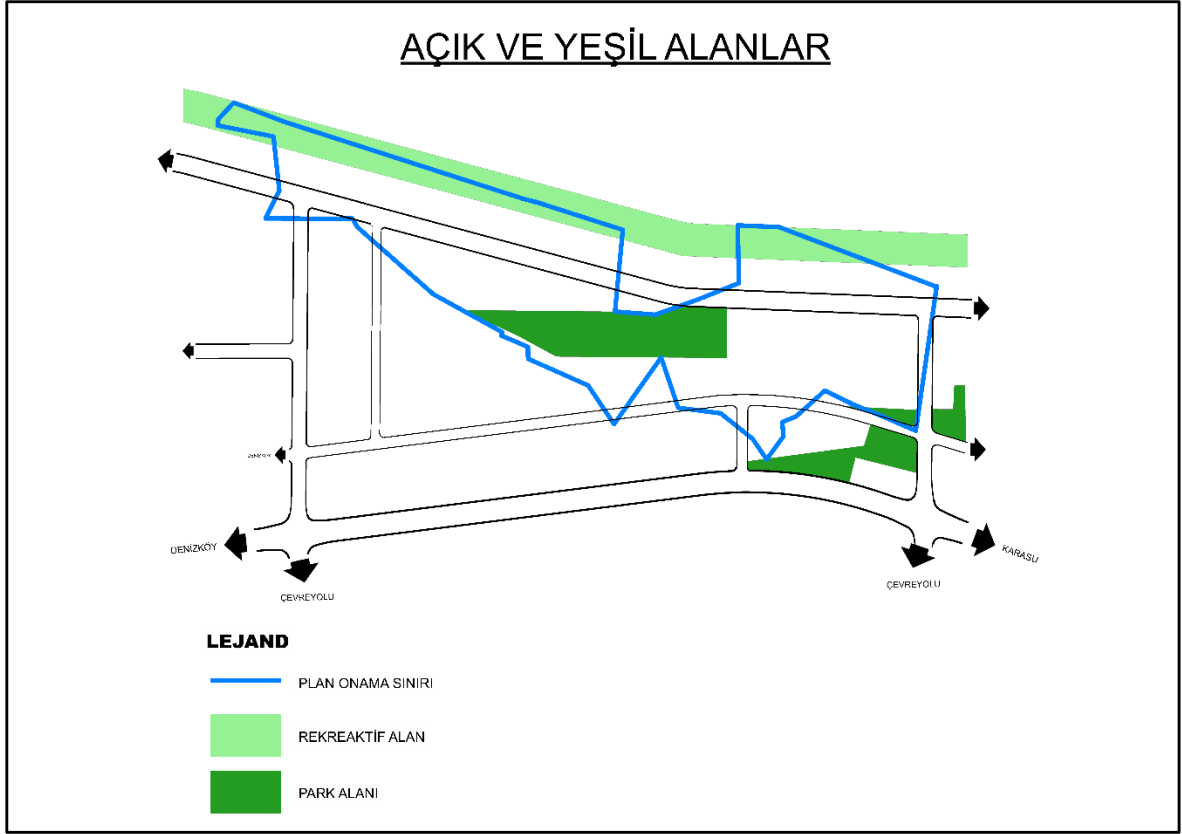 AÇIK VE YEŞİL ALANLAR
DENİZKÖY
KARASU
ÇEVREYOLU
ÇEVREYOLU
LEJAND
PLAN ONAMA SINIRI
REKREAKTİF ALAN
PARK ALANI